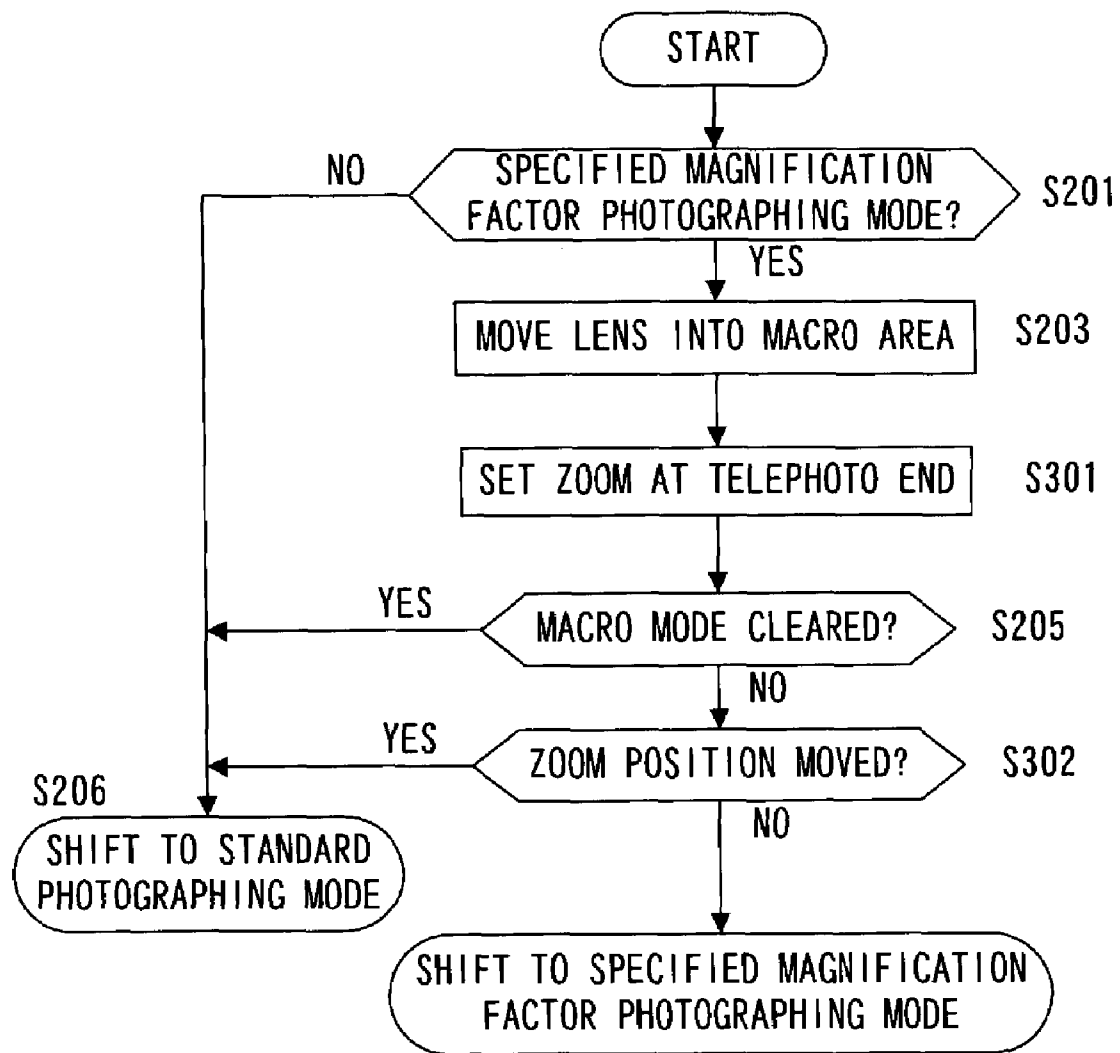 START
NO
SPECIFIED MAGNIFICATION
FACTOR PHOTOGRAPHING MODE?
S201
YES
MOVE LENS INTO MACRO AREA
S203
SET ZOOM AT TELEPHOTO END
S301
YES
MACRO MODE CLEARED?
S205
NO
YES
ZOOM POSITION MOVED?
S302
NO
S206
SHIFT TO STANDARD
PHOTOGRAPHING MODE
SHIFT TO SPECIFIED MAGNIFICATION
FACTOR PHOTOGRAPHING MODE